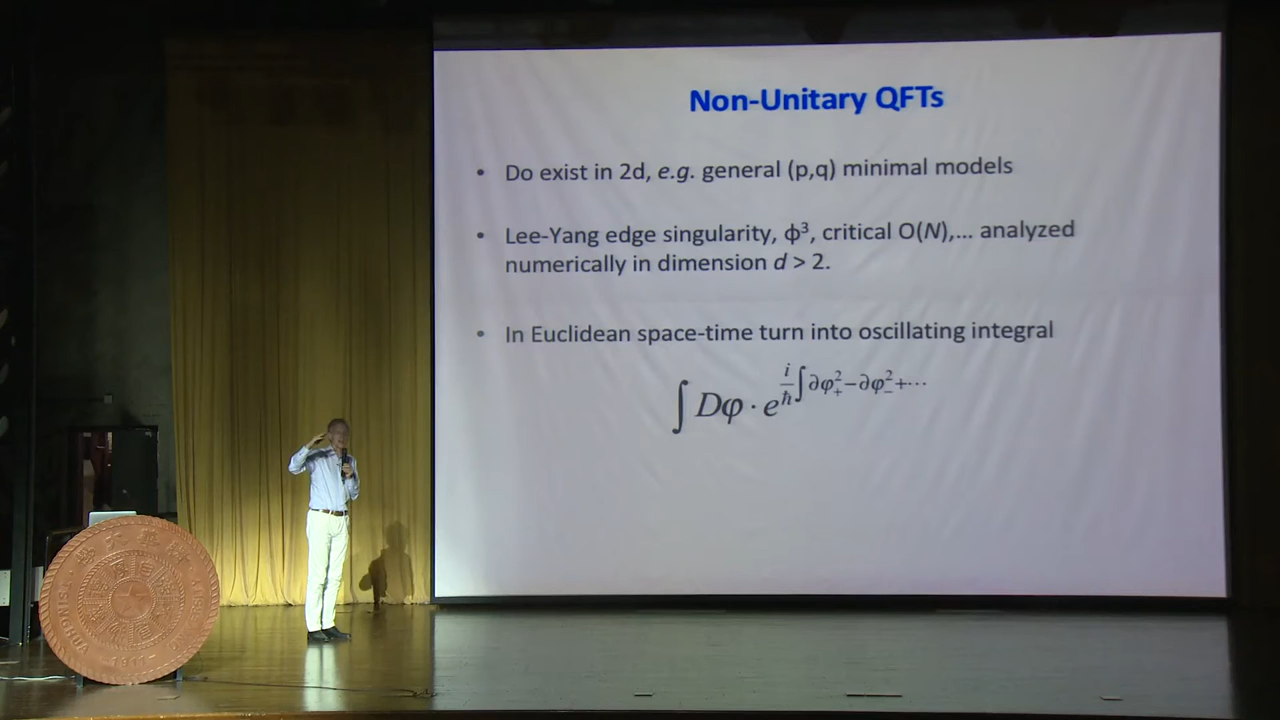 Non-Unitary QFTs
• Do exist in 2d, e.g. general (p,q) minimal models
• Lee-Yang edge singularity, ϕ³, critical O(N),... analyzed
numerically in dimension d > 2.
• In Euclidean space-time turn into oscillating integral
∫ Dφ · e^{i/ħ ∫ ∂φ₊² − ∂φ₋² + ⋯}
1911